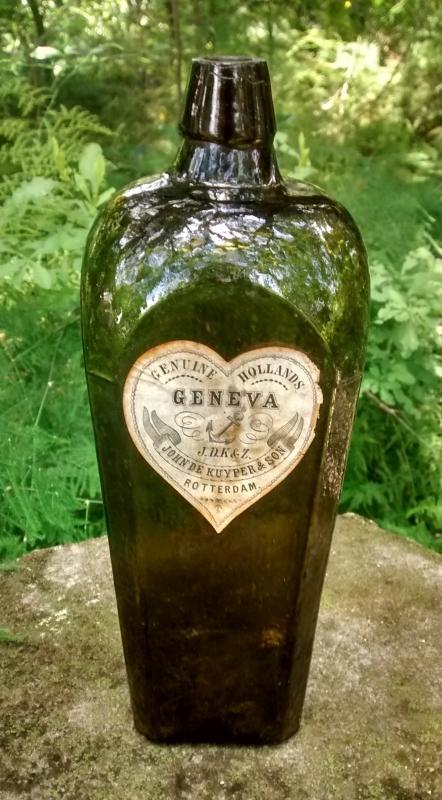 GENUINE HOLLANDS
GENEVA
J.D.K.& Z.
JOHN DE KUYPER & SON
ROTTERDAM